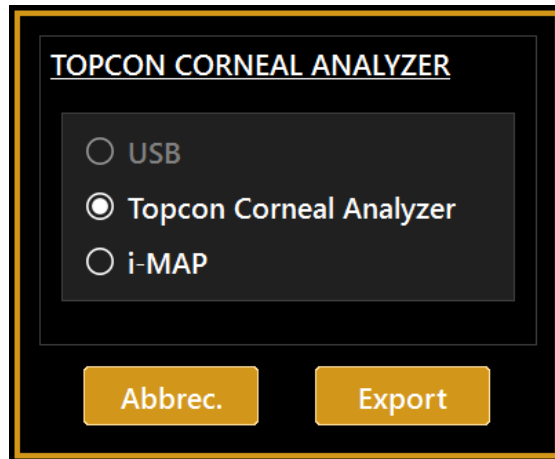 TOPCON CORNEAL ANALYZER
USB
Topcon Corneal Analyzer
i-MAP
Abbrec. Export